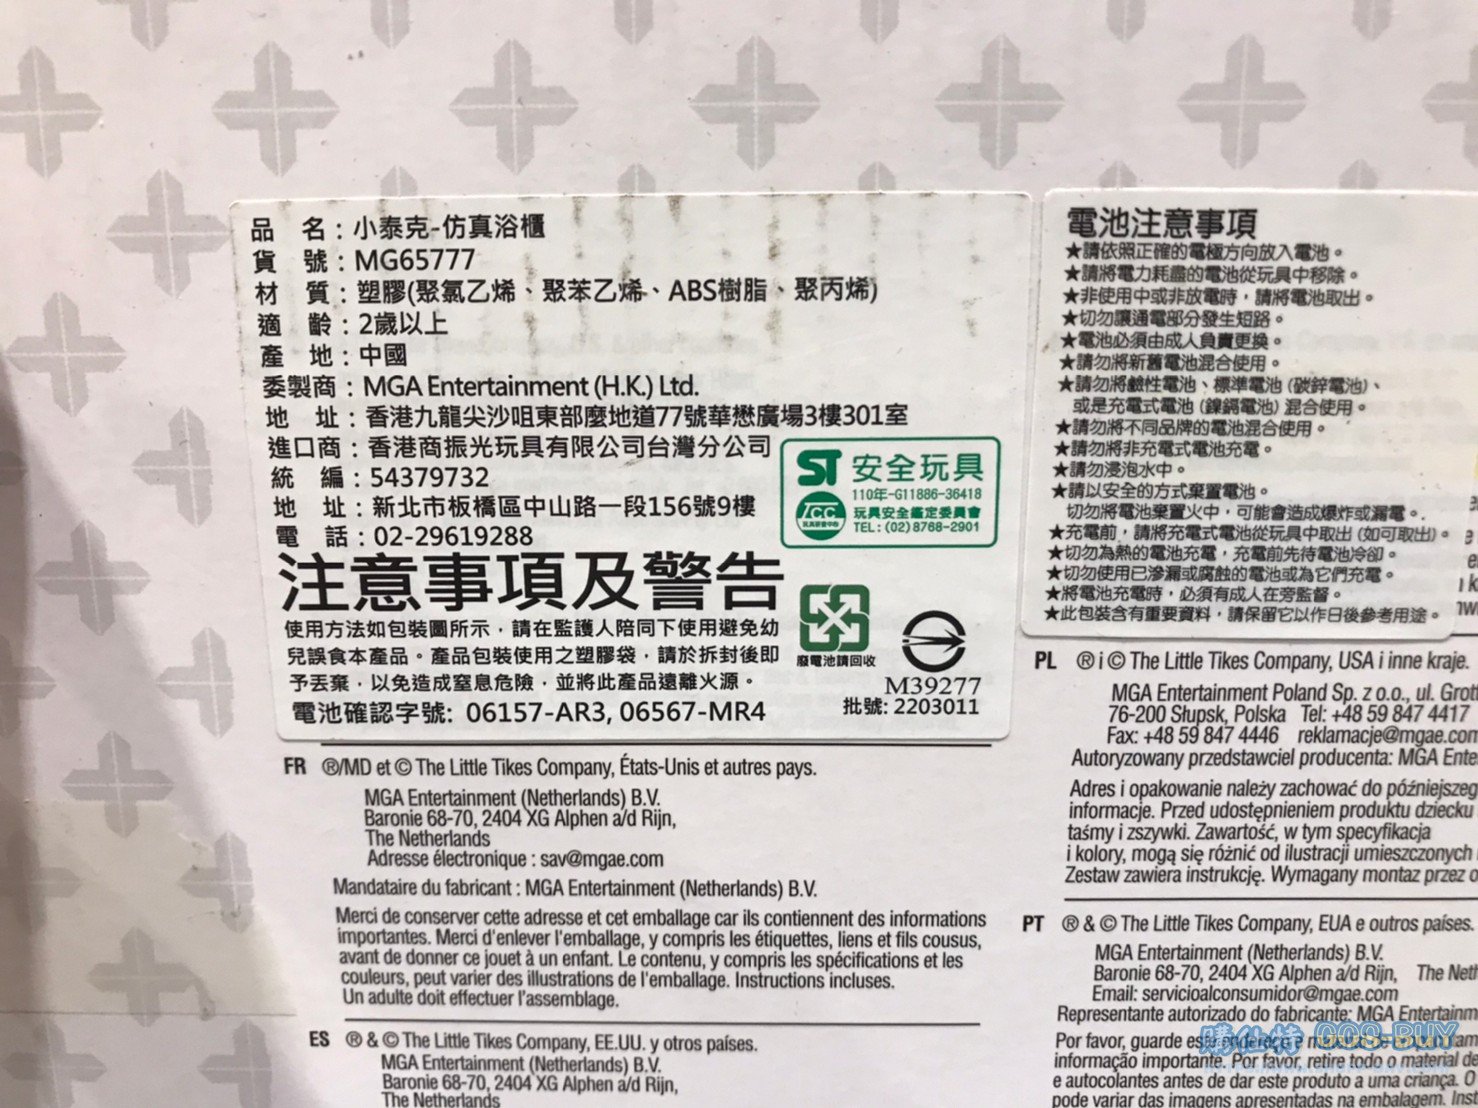 品　名：小泰克-仿真浴櫃
貨　號：MG65777
材　質：塑膠(聚氯乙烯、聚苯乙烯、ABS樹脂、聚丙烯)
適　齡：2歲以上
產　地：中國
委製商：MGA Entertainment (H.K.) Ltd.
地　址：香港九龍尖沙咀東部麼地道77號華懋廣場3樓301室
進口商：香港商振光玩具有限公司台灣分公司
統　編：54379732
地　址：新北市板橋區中山路一段156號9樓
電　話：02-29619288
ST 安全玩具
110年-G11886-36418
玩具安全鑑定委員會
TEL：(02) 8768-2901
注意事項及警告
使用方法如包裝圖所示，請在監護人陪同下使用避免幼
兒誤食本產品。產品包裝使用之塑膠袋，請於拆封後即
予丟棄，以免造成窒息危險，並將此產品遠離火源。
電池確認字號: 06157-AR3, 06567-MR4
廢電池請回收
M39277
批號: 2203011
電池注意事項
★請依照正確的電極方向放入電池。
★請將電力耗盡的電池從玩具中移除。
★非使用中或非放電時，請將電池取出。
★切勿讓通電部分發生短路。
★電池必須由成人負責更換。
★請勿將新舊電池混合使用。
★請勿將鹼性電池、標準電池 (碳鋅電池)、
或是充電式電池 (鎳鎘電池) 混合使用。
★請勿將不同品牌的電池混合使用。
★請勿將非充電式電池充電。
★請勿浸泡水中。
★請以安全的方式棄置電池。
切勿將電池棄置火中，可能會造成爆炸或漏電。.
★充電前，請將充電式電池從玩具中取出 (如可取出)。
★切勿為熱的電池充電，充電前先待電池冷卻。
★切勿使用已滲漏或腐蝕的電池或為它們充電。
★將電池充電時，必須有成人在旁監督。
★此包裝含有重要資料，請保留它以作日後參考用途。
FR ®/MD et © The Little Tikes Company, États-Unis et autres pays.
MGA Entertainment (Netherlands) B.V.
Baronie 68-70, 2404 XG Alphen a/d Rijn,
The Netherlands
Adresse électronique : sav@mgae.com
Mandataire du fabricant : MGA Entertainment (Netherlands) B.V.
Merci de conserver cette adresse et cet emballage car ils contiennent des informations
importantes. Merci d'enlever l'emballage, y compris les étiquettes, liens et fils cousus,
avant de donner ce jouet à un enfant. Le contenu, y compris les spécifications et les
couleurs, peut varier des illustrations de l'emballage. Instructions incluses.
Un adulte doit effectuer l'assemblage.
ES ® & © The Little Tikes Company, EE.UU. y otros países.
MGA Entertainment (Netherlands) B.V.
Baronie 68-70, 2404 XG Alphen a/d Rijn,
The Netherlands
PL ® i © The Little Tikes Company, USA i inne kraje.
MGA Entertainment Poland Sp. z o.o., ul. Grott
76-200 Słupsk, Polska Tel: +48 59 847 4417
Fax: +48 59 847 4446 reklamacje@mgae.com
Autoryzowany przedstawciel producenta: MGA Ente
Adres i opakowanie należy zachować do późniejszeg
informacje. Przed udostępnieniem produktu dziecku
taśmy i zszywki. Zawartość, w tym specyfikacja
i kolory, mogą się różnić od ilustracji umieszczonych
Zestaw zawiera instrukcję. Wymagany montaz przez o
PT ® & © The Little Tikes Company, EUA e outros países.
MGA Entertainment (Netherlands) B.V.
Baronie 68-70, 2404 XG Alphen a/d Rijn, The Neth
Email: servicioalconsumidor@mgae.com
Representante autorizado do fabricante: MGA Entertainm
Por favor, guarde este endereço e
informação importante. Por favor, retire todo o material de
e autocolantes antes de dar este produto a uma criança. O
pode variar das imagens apresentadas na embalagem. Inst
購仕特 COS-BUY